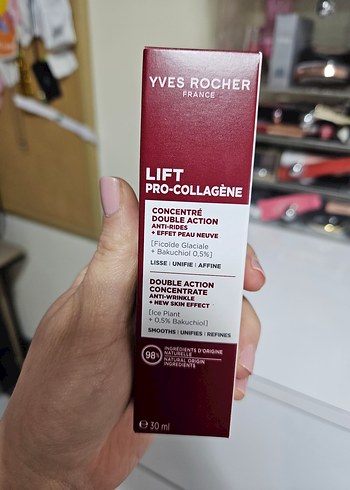 YVES ROCHER
FRANCE
LIFT
PRO-COLLAGÈNE
CONCENTRÉ
DOUBLE ACTION
ANTI-RIDES
+ EFFET PEAU NEUVE
[Ficoïde Glaciale
+ Bakuchiol 0,5%]
LISSE | UNIFIE | AFFINE
DOUBLE ACTION
CONCENTRATE
ANTI-WRINKLE
+ NEW SKIN EFFECT
[Ice Plant
+ 0,5% Bakuchiol]
SMOOTHS | UNIFIES | REFINES
98%
INGRÉDIENTS D'ORIGINE
NATURELLE
NATURAL ORIGIN
INGREDIENTS
℮ 30 ml